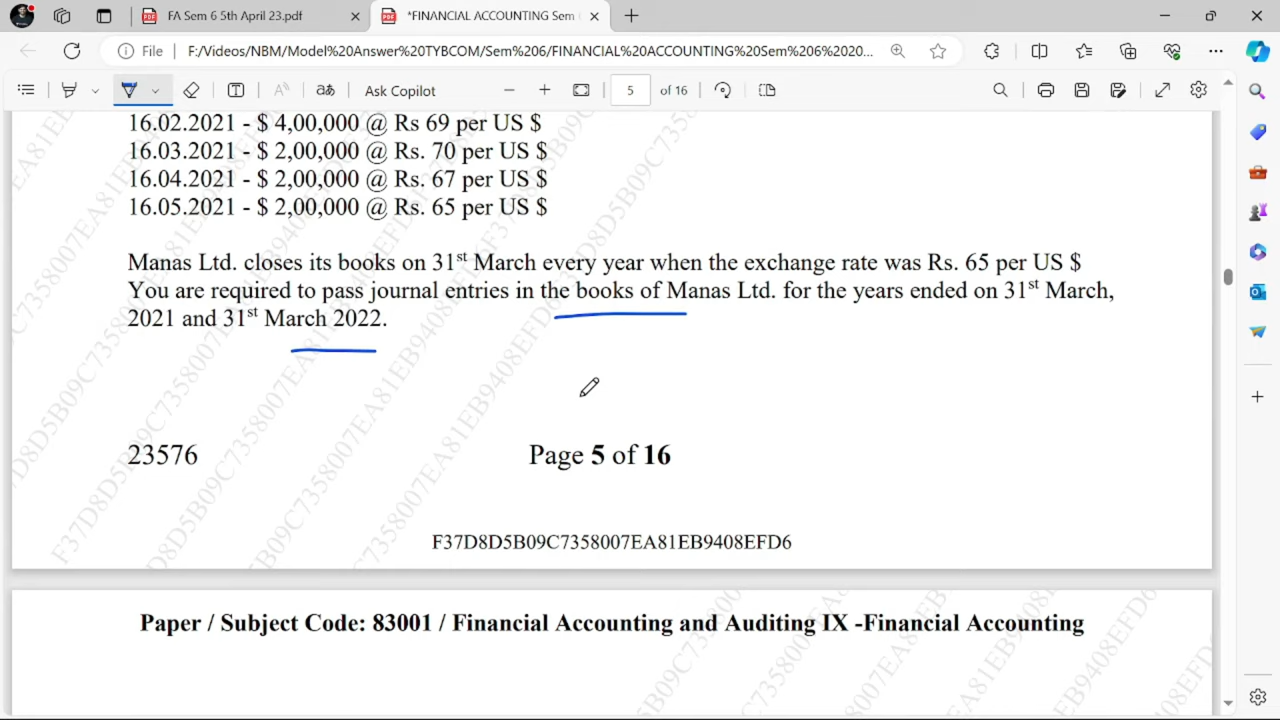 FA Sem 6 5th April 23.pdf
*FINANCIAL ACCOUNTING Sem
File
F:/Videos/NBM/Model%20Answer%20TYBCOM/Sem%206/FINANCIAL%20ACCOUNTING%20Sem%206%2020...
Ask Copilot
5 of 16
16.02.2021 - $ 4,00,000 @ Rs 69 per US $
16.03.2021 - $ 2,00,000 @ Rs. 70 per US $
16.04.2021 - $ 2,00,000 @ Rs. 67 per US $
16.05.2021 - $ 2,00,000 @ Rs. 65 per US $
Manas Ltd. closes its books on 31st March every year when the exchange rate was Rs. 65 per US $
You are required to pass journal entries in the books of Manas Ltd. for the years ended on 31st March,
2021 and 31st March 2022.
23576 Page 5 of 16
F37D8D5B09C7358007EA81EB9408EFD6
Paper / Subject Code: 83001 / Financial Accounting and Auditing IX -Financial Accounting